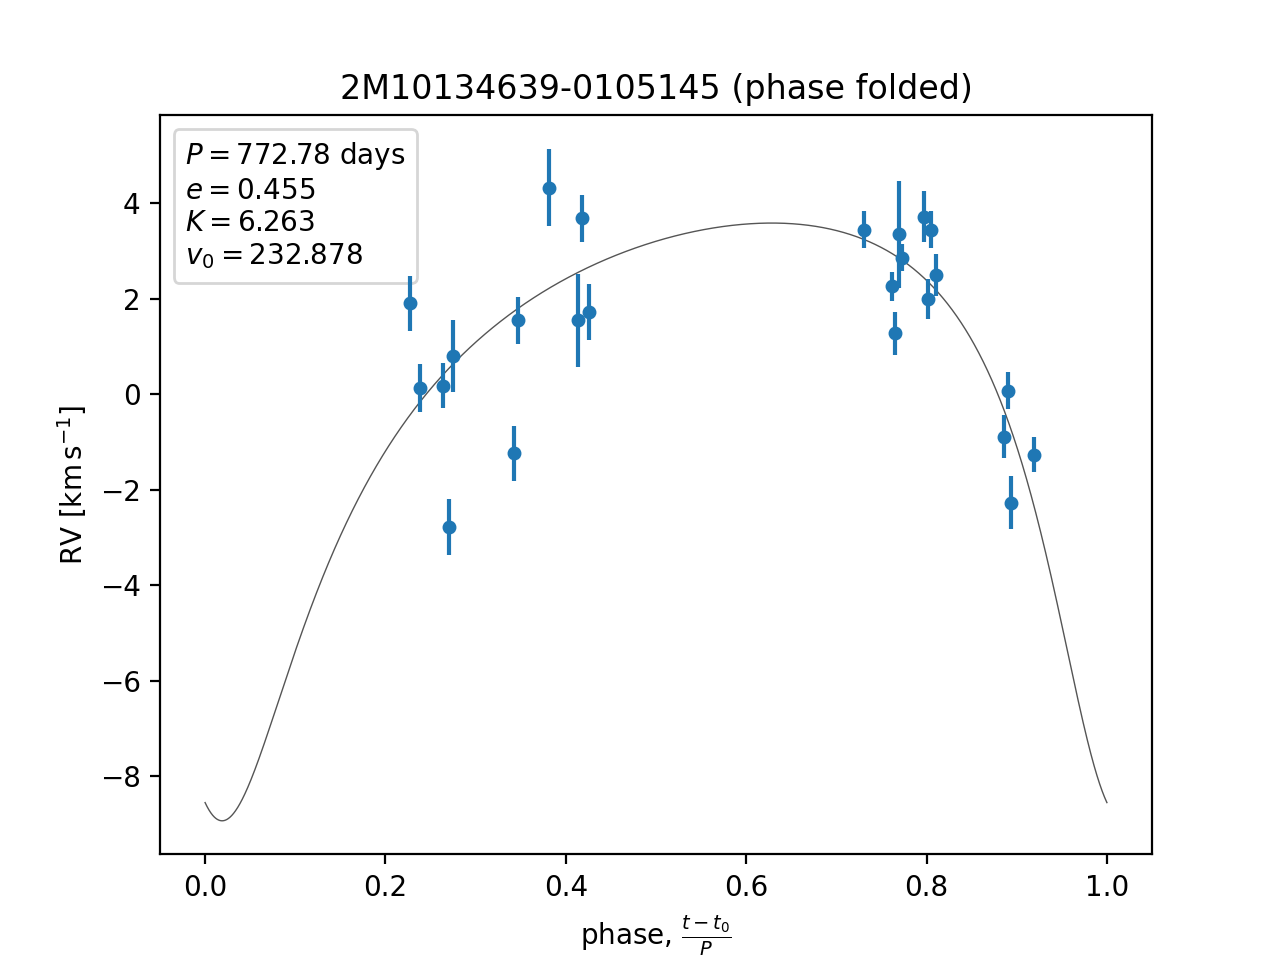 2M10134639-0105145 (phase folded)
P = 772.78 days
e = 0.455
K = 6.263
v₀ = 232.878
4
2
0
−2
−4
−6
−8
RV [km s⁻¹]
0.0 0.2 0.4 0.6 0.8 1.0
phase, (t − t₀)/P